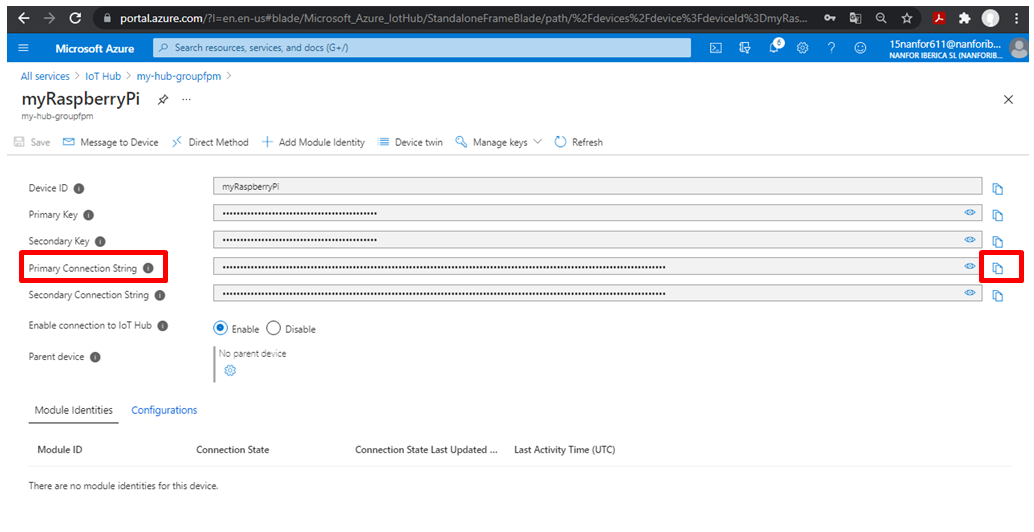 portal.azure.com/?l=en.en-us#blade/Microsoft_Azure_IotHub/StandaloneFrameBlade/path/%2Fdevices%2Fdevice%3FdeviceId%3DmyRas...
Microsoft Azure
Search resources, services, and docs (G+/)
6
15nanfor611@nanforib...
NANFOR IBERICA SL (NANFORIB...
All services > IoT Hub > my-hub-groupfpm >
myRaspberryPi ...
my-hub-groupfpm
Save Message to Device Direct Method Add Module Identity Device twin Manage keys Refresh
Device ID myRaspberryPi
Primary Key
Secondary Key
Primary Connection String
Secondary Connection String
Enable connection to IoT Hub Enable Disable
Parent device No parent device
Module Identities Configurations
Module ID Connection State Connection State Last Updated ... Last Activity Time (UTC)
There are no module identities for this device.